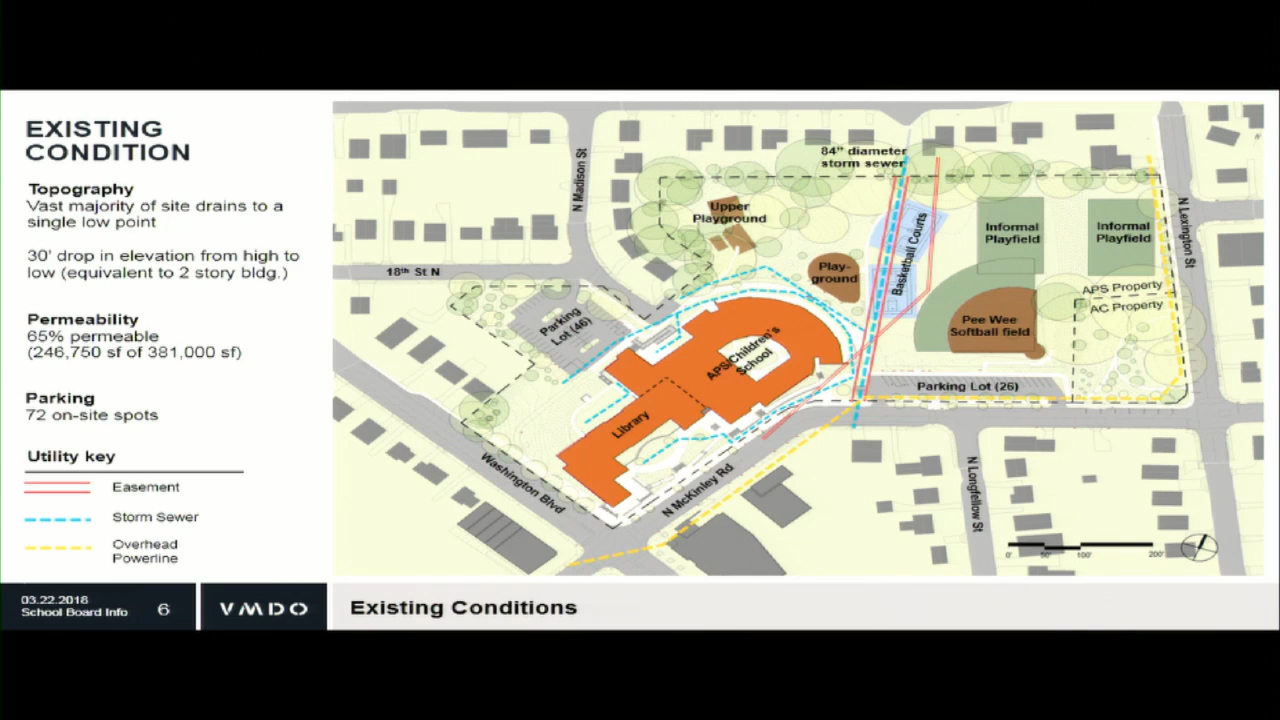 EXISTING
CONDITION
Topography
Vast majority of site drains to a
single low point
30' drop in elevation from high to
low (equivalent to 2 story bldg.)
Permeability
65% permeable
(246,750 sf of 381,000 sf)
Parking
72 on-site spots
Utility key
Easement
Storm Sewer
Overhead
Powerline
03.22.2018
School Board Info
6
VMDO
Existing Conditions
N Madison St
84" diameter
storm sewer
Upper
Playground
Basketball Courts
Informal
Playfield
Informal
Playfield
N Lexington St
18th St N
Play-
ground
APS Property
AC Property
Parking
Lot (46)
Pee Wee
Softball field
APS/Children's
School
Parking Lot (26)
Library
Washington Blvd
N McKinley Rd
N Longfellow St
0'
50'
100'
200'